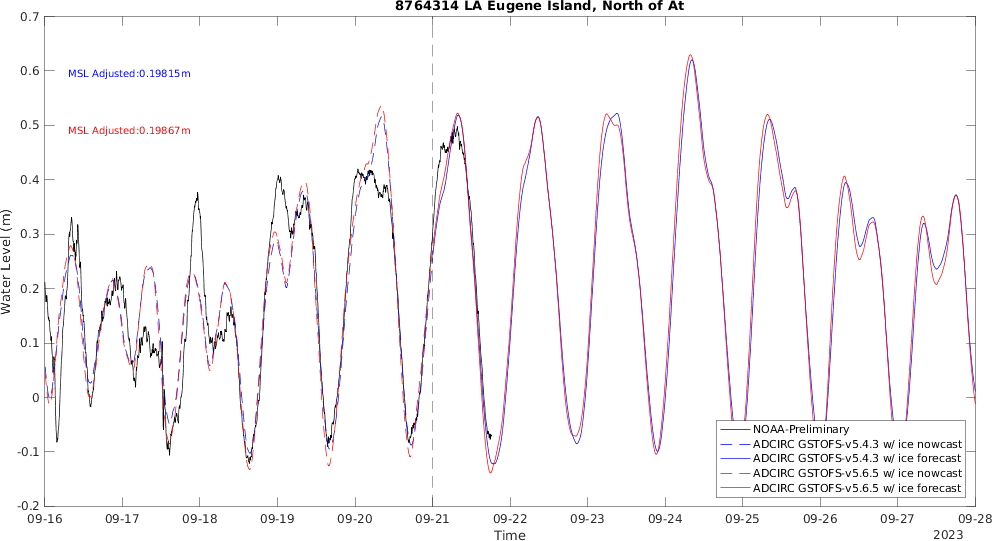 8764314 LA Eugene Island, North of At
0.7
0.6
0.5
0.4
0.3
0.2
0.1
0
-0.1
-0.2
Water Level (m)
MSL Adjusted:0.19815m
MSL Adjusted:0.19867m
NOAA-Preliminary
ADCIRC GSTOFS-v5.4.3 w/ ice nowcast
ADCIRC GSTOFS-v5.4.3 w/ ice forecast
ADCIRC GSTOFS-v5.6.5 w/ ice nowcast
ADCIRC GSTOFS-v5.6.5 w/ ice forecast
09-16 09-17 09-18 09-19 09-20 09-21 09-22 09-23 09-24 09-25 09-26 09-27 09-28
Time
2023